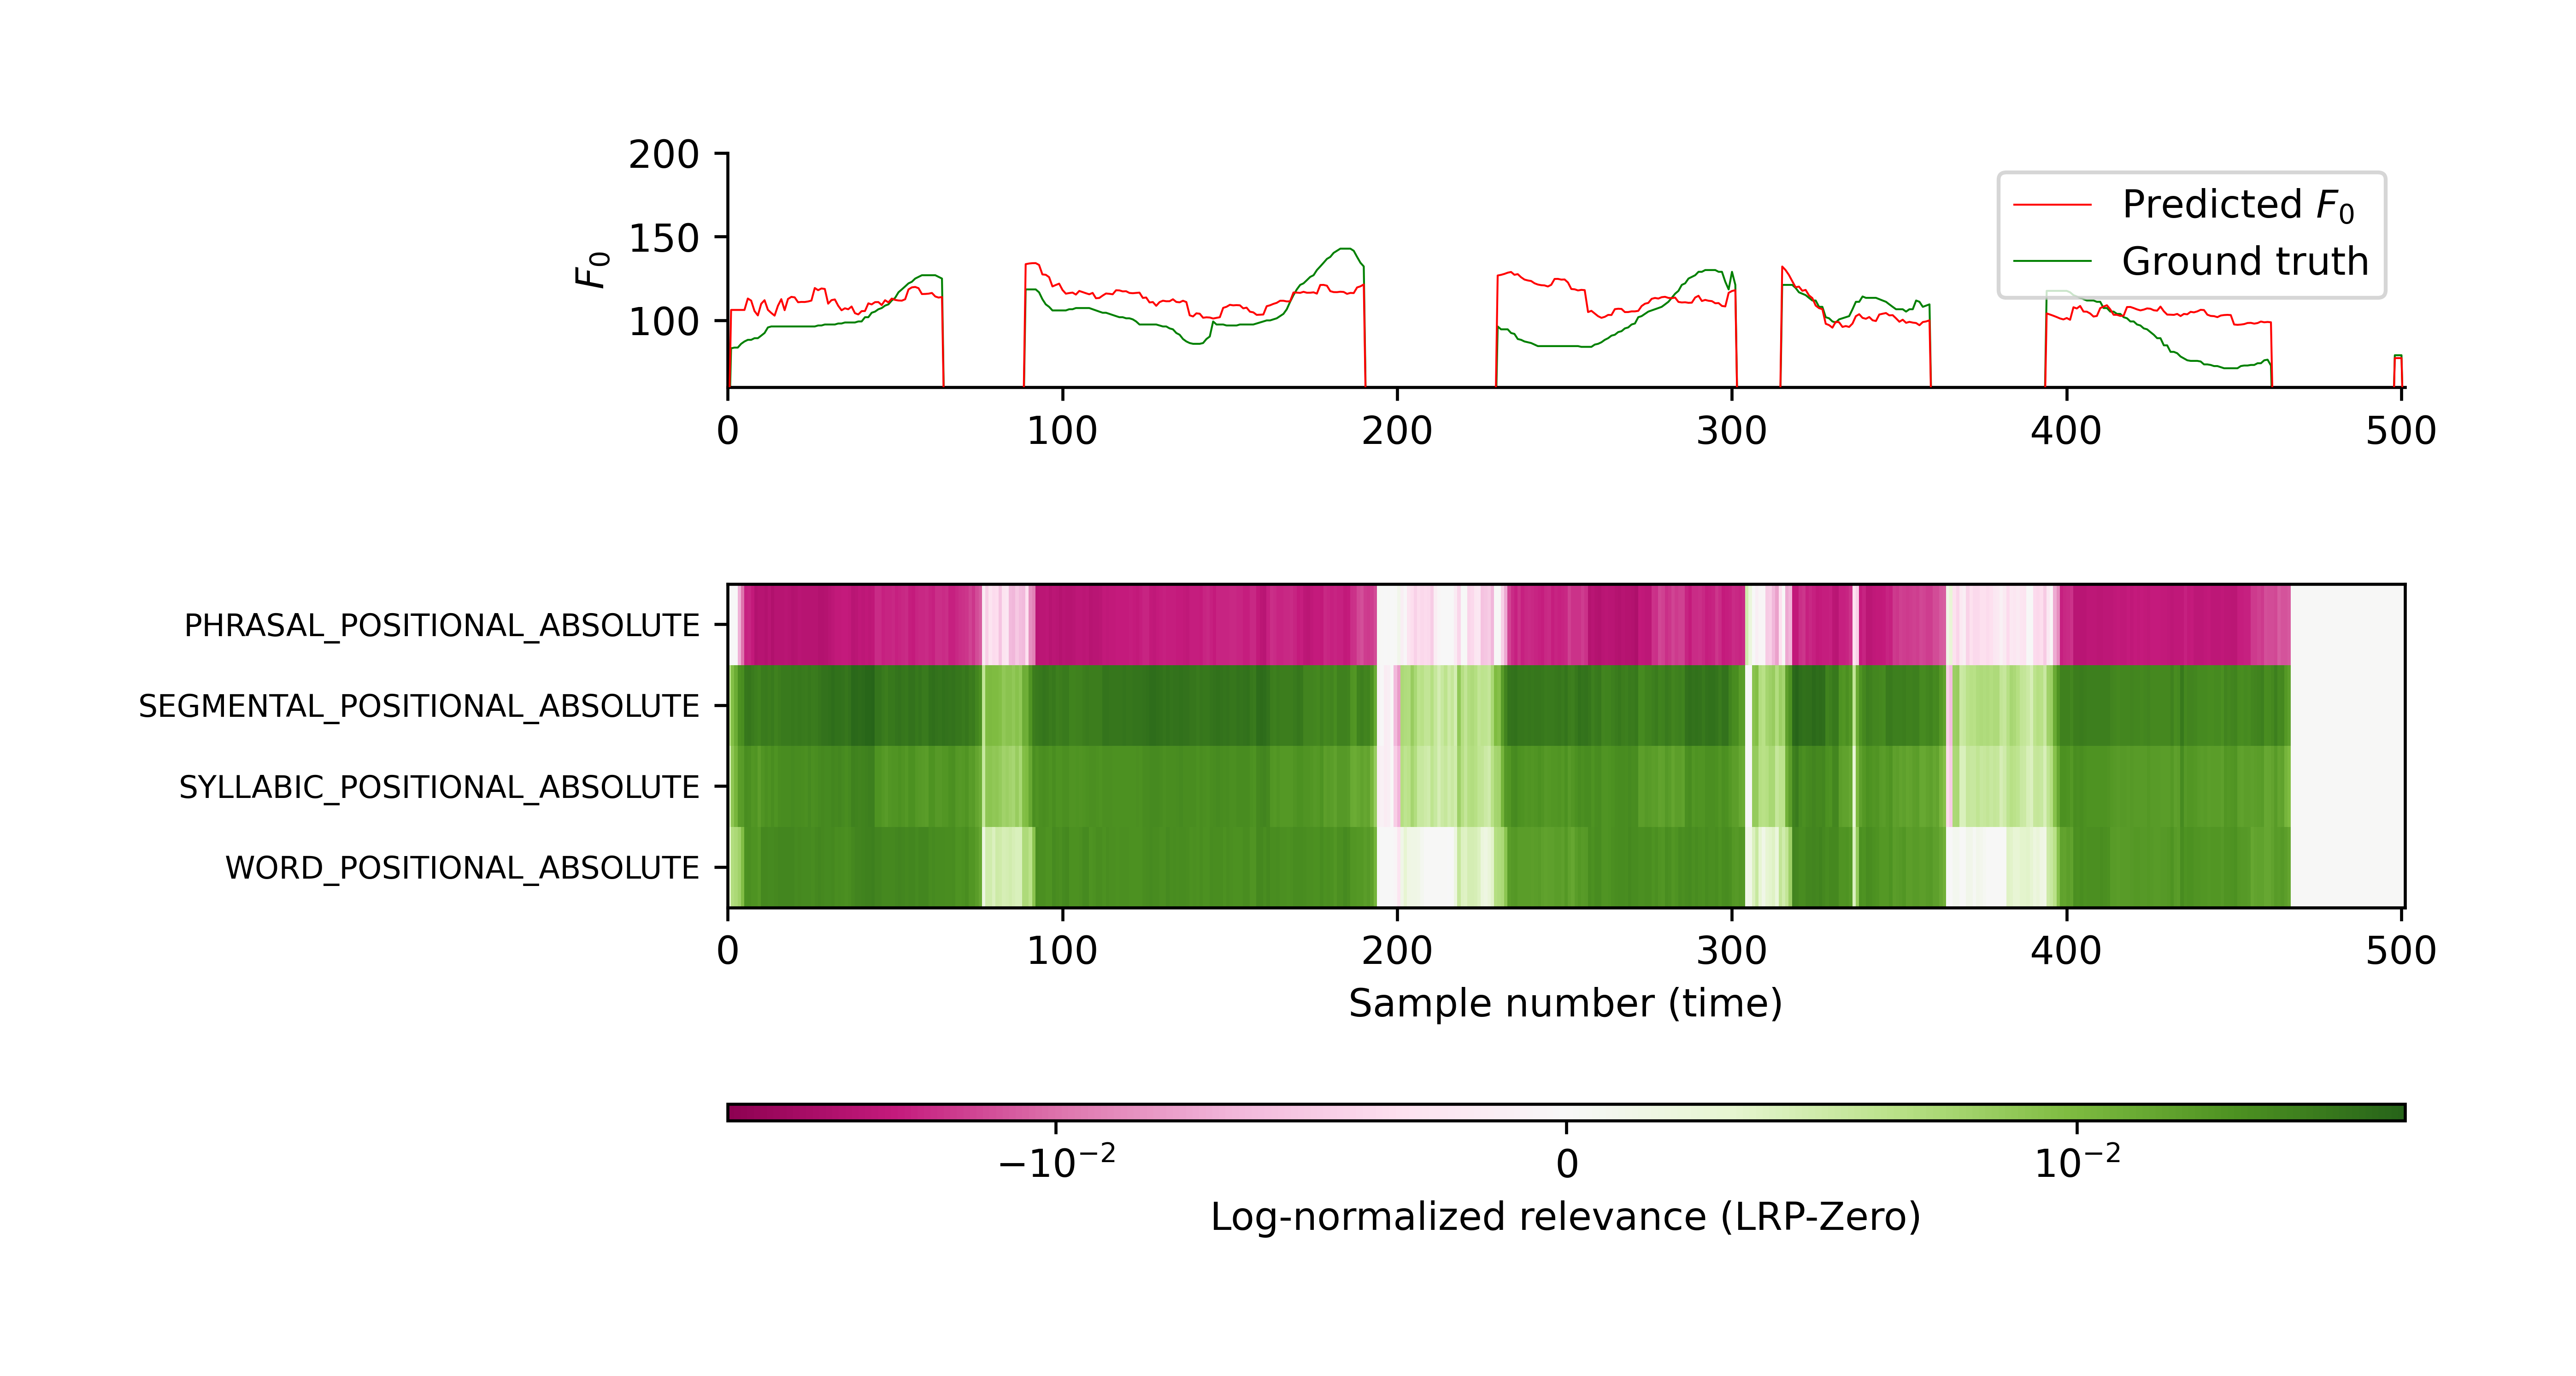 200
150
100
F₀
Predicted F₀
Ground truth
0 100 200 300 400 500
PHRASAL_POSITIONAL_ABSOLUTE
SEGMENTAL_POSITIONAL_ABSOLUTE
SYLLABIC_POSITIONAL_ABSOLUTE
WORD_POSITIONAL_ABSOLUTE
0 100 200 300 400 500
Sample number (time)
−10⁻² 0 10⁻²
Log-normalized relevance (LRP-Zero)